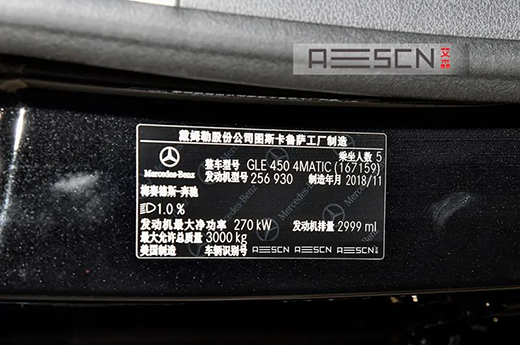 AESCN 艾森
戴姆勒股份公司图斯卡鲁萨工厂制造
乘坐人数 5
Mercedes-Benz
整车型号 GLE 450 4MATIC (167159)
发动机型号 256 930 制造年月 2018/11
梅赛德斯-奔驰
1.0 %
发动机最大净功率 270 kW 发动机排量 2999 ml
最大允许总质量 3000 kg
美国制造 车辆识别号 AESCN AESCN AESCN